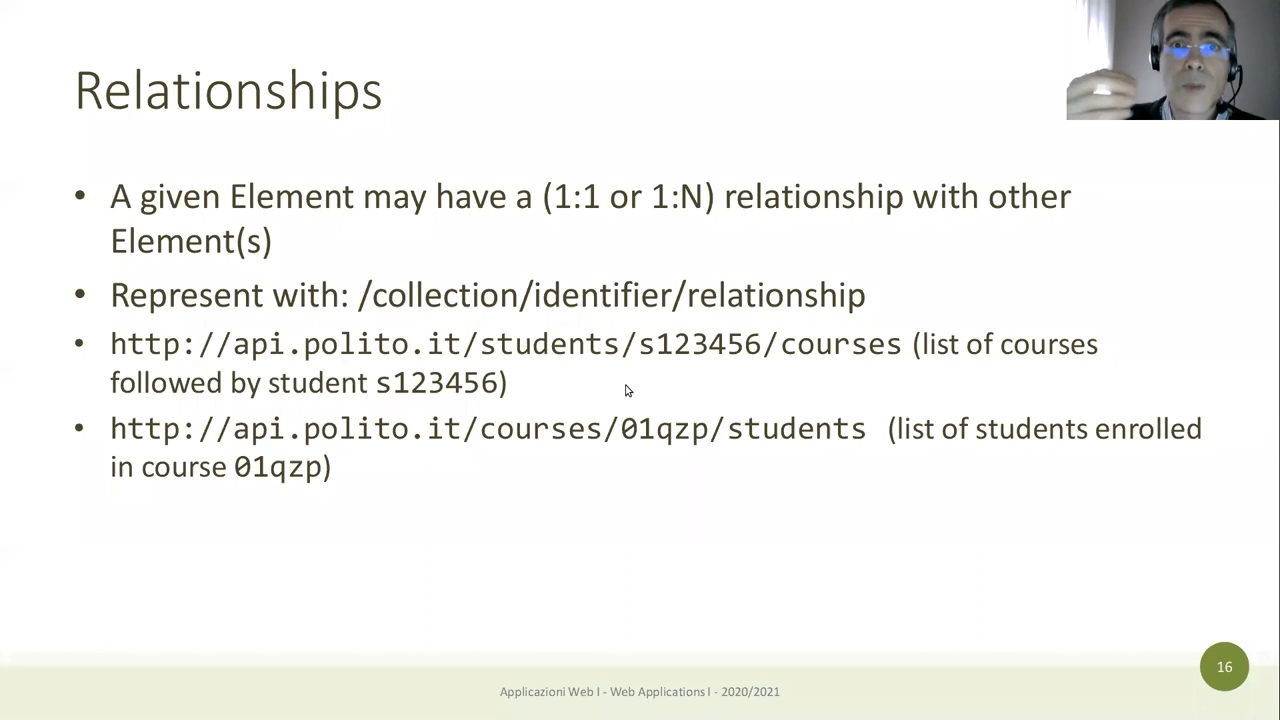 Relationships
• A given Element may have a (1:1 or 1:N) relationship with other
Element(s)
• Represent with: /collection/identifier/relationship
• http://api.polito.it/students/s123456/courses (list of courses
followed by student s123456)
• http://api.polito.it/courses/01qzp/students (list of students enrolled
in course 01qzp)
16
Applicazioni Web I - Web Applications I - 2020/2021